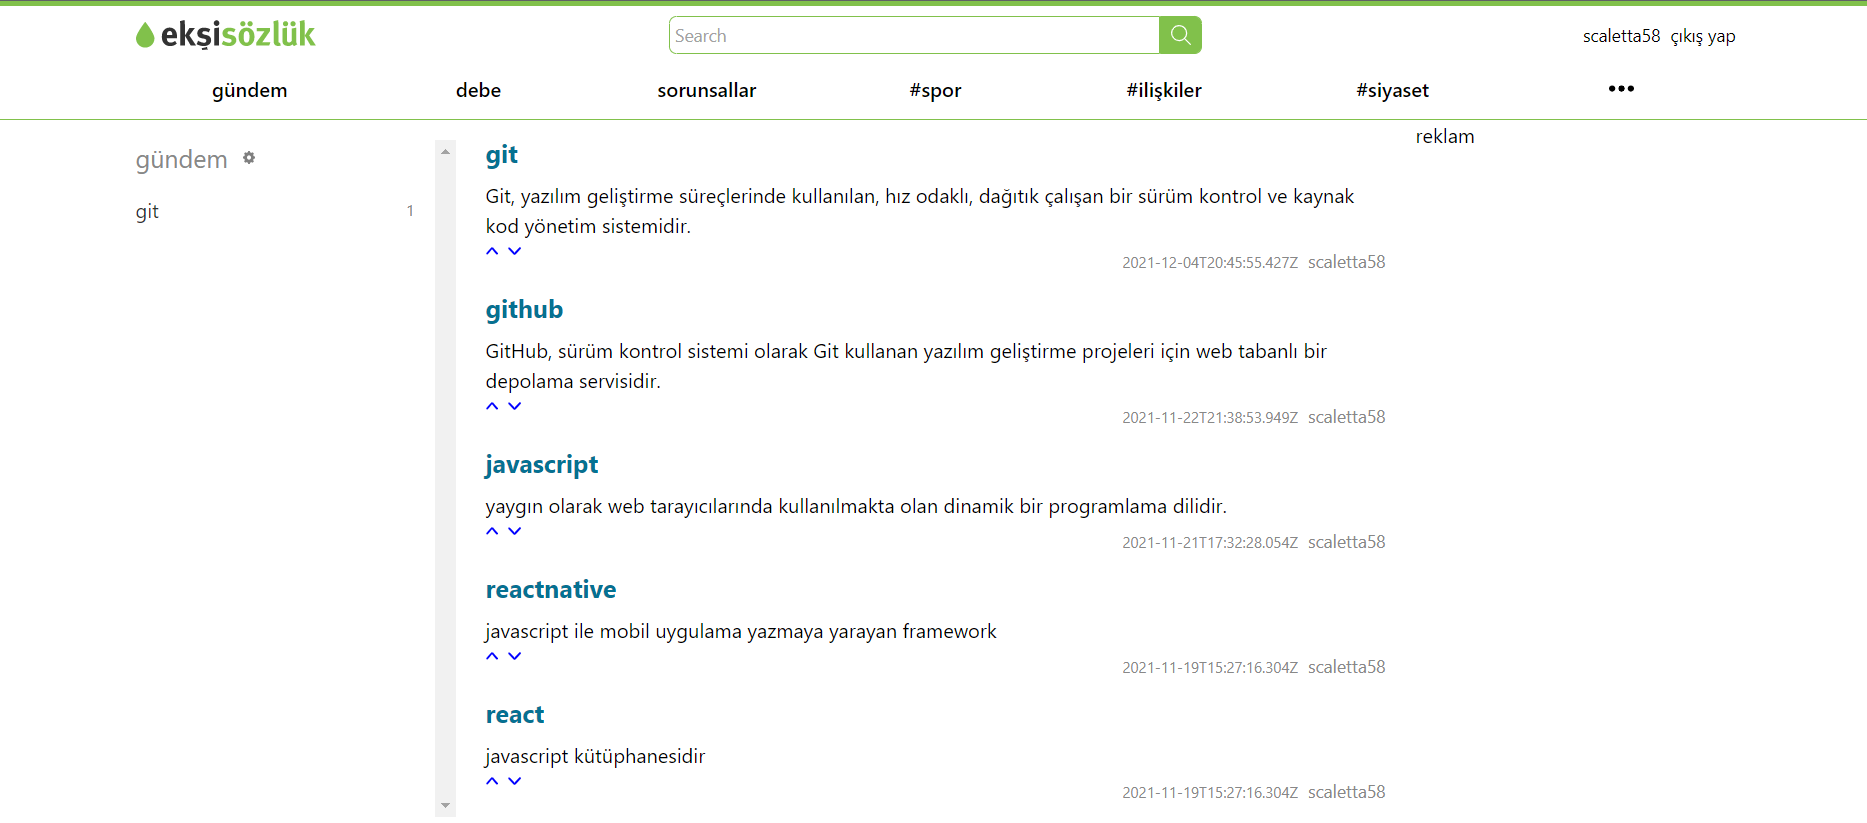 ekşisözlük
Search
scaletta58 çıkış yap
gündem debe sorunsallar #spor #ilişkiler #siyaset •••
gündem
git 1
git
Git, yazılım geliştirme süreçlerinde kullanılan, hız odaklı, dağıtık çalışan bir sürüm kontrol ve kaynak
kod yönetim sistemidir.
2021-12-04T20:45:55.427Z scaletta58
github
GitHub, sürüm kontrol sistemi olarak Git kullanan yazılım geliştirme projeleri için web tabanlı bir
depolama servisidir.
2021-11-22T21:38:53.949Z scaletta58
javascript
yaygın olarak web tarayıcılarında kullanılmakta olan dinamik bir programlama dilidir.
2021-11-21T17:32:28.054Z scaletta58
reactnative
javascript ile mobil uygulama yazmaya yarayan framework
2021-11-19T15:27:16.304Z scaletta58
react
javascript kütüphanesidir
2021-11-19T15:27:16.304Z scaletta58
reklam